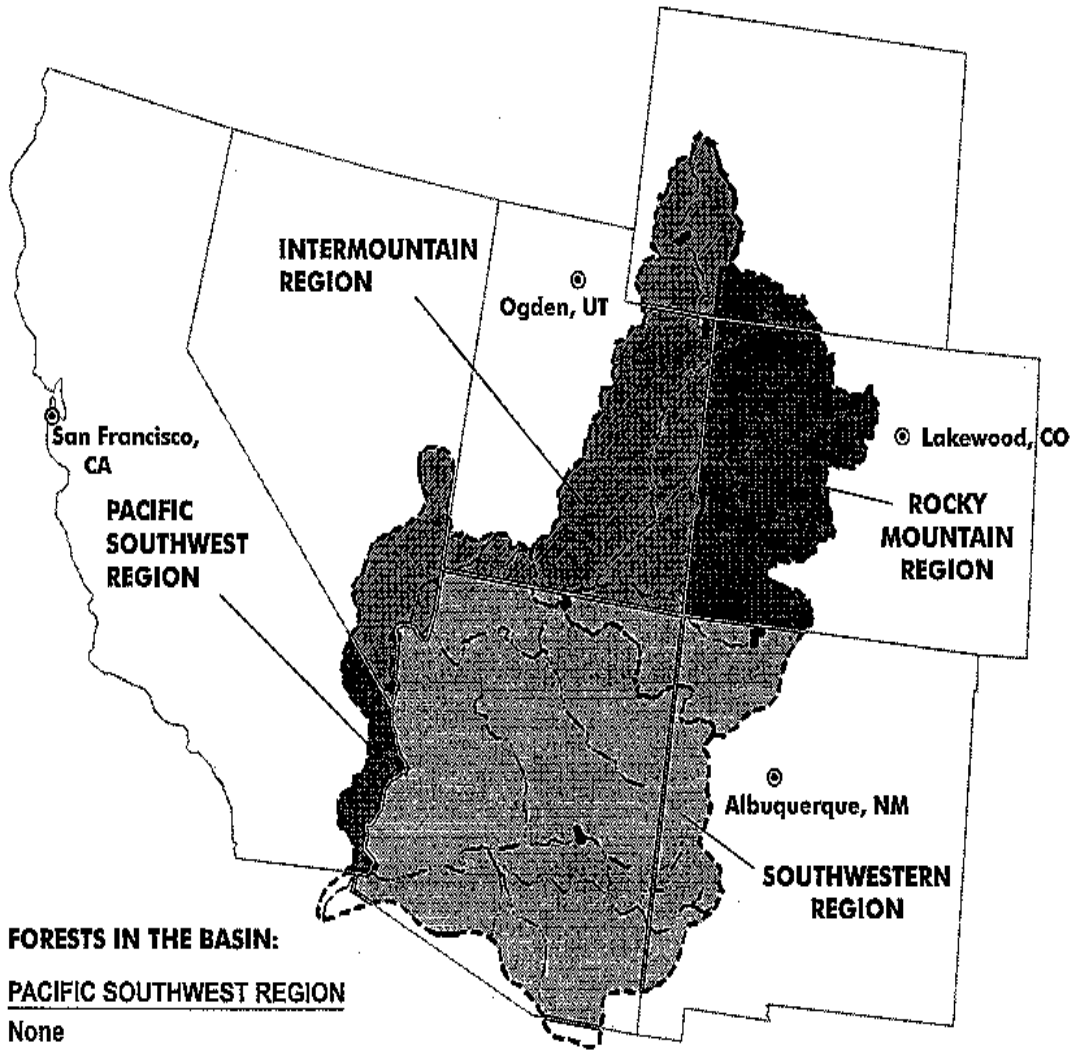 INTERMOUNTAIN
REGION
Ogden, UT
San Francisco,
CA
Lakewood, CO
PACIFIC
SOUTHWEST
REGION
ROCKY
MOUNTAIN
REGION
Albuquerque, NM
SOUTHWESTERN
REGION
FORESTS IN THE BASIN:
PACIFIC SOUTHWEST REGION
None